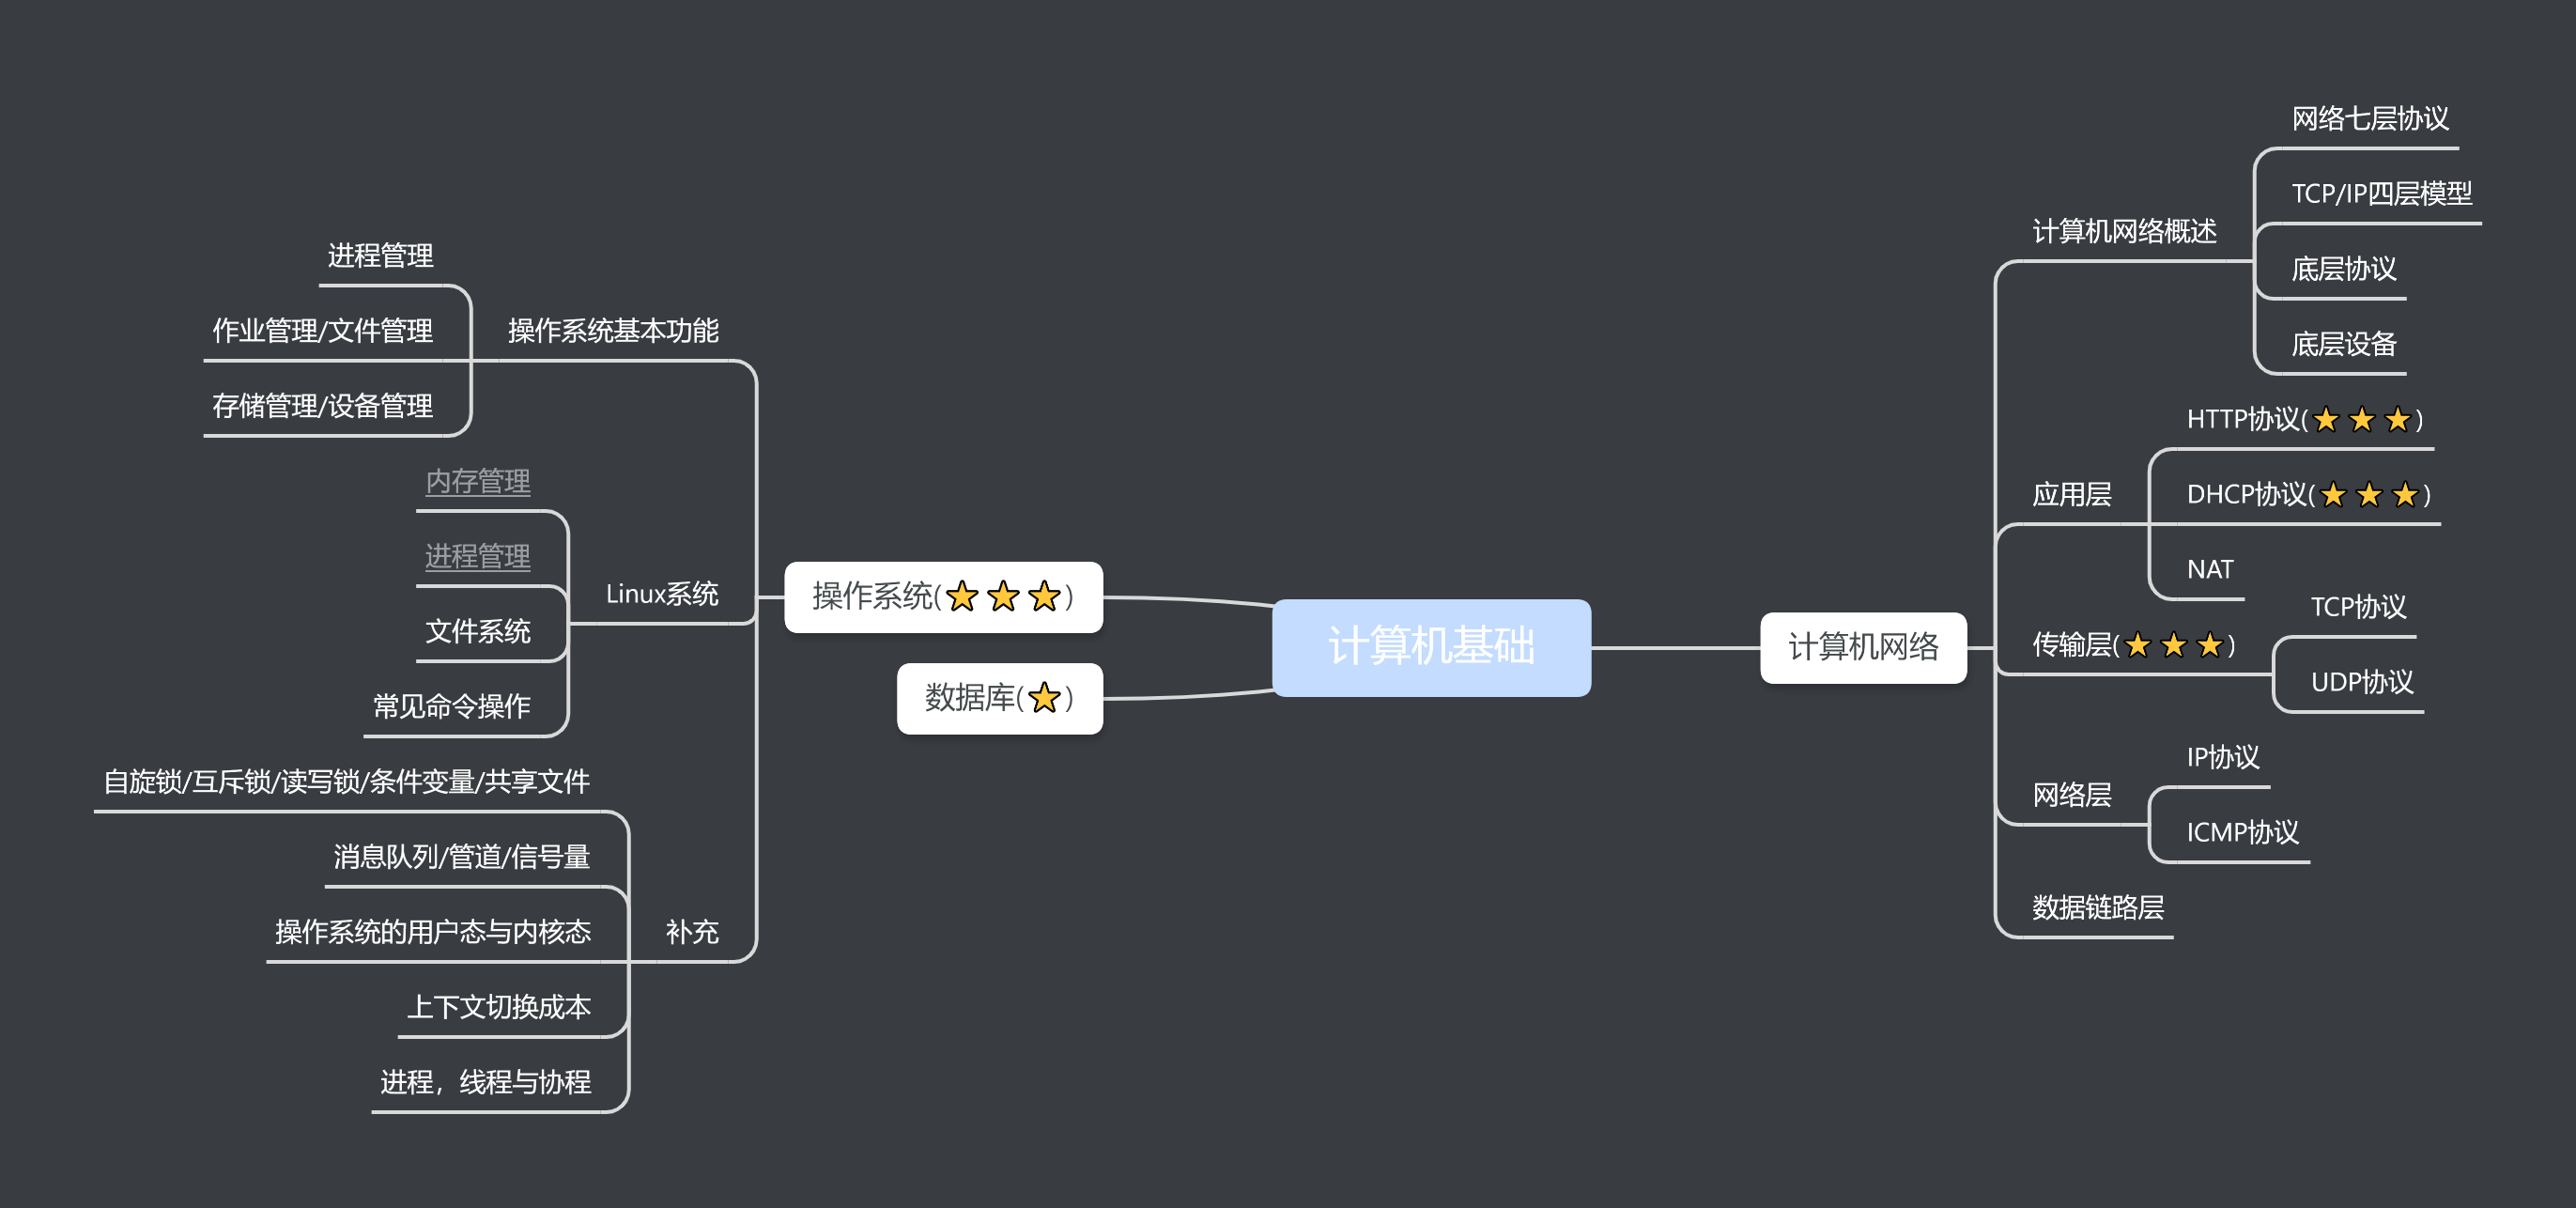 计算机基础
计算机网络
计算机网络概述
网络七层协议
TCP/IP四层模型
底层协议
底层设备
应用层
HTTP协议(⭐⭐⭐)
DHCP协议(⭐⭐⭐)
NAT
传输层(⭐⭐⭐)
TCP协议
UDP协议
网络层
IP协议
ICMP协议
数据链路层
操作系统(⭐⭐⭐)
操作系统基本功能
进程管理
作业管理/文件管理
存储管理/设备管理
Linux系统
内存管理
进程管理
文件系统
常见命令操作
补充
自旋锁/互斥锁/读写锁/条件变量/共享文件
消息队列/管道/信号量
操作系统的用户态与内核态
上下文切换成本
进程，线程与协程
数据库(⭐)